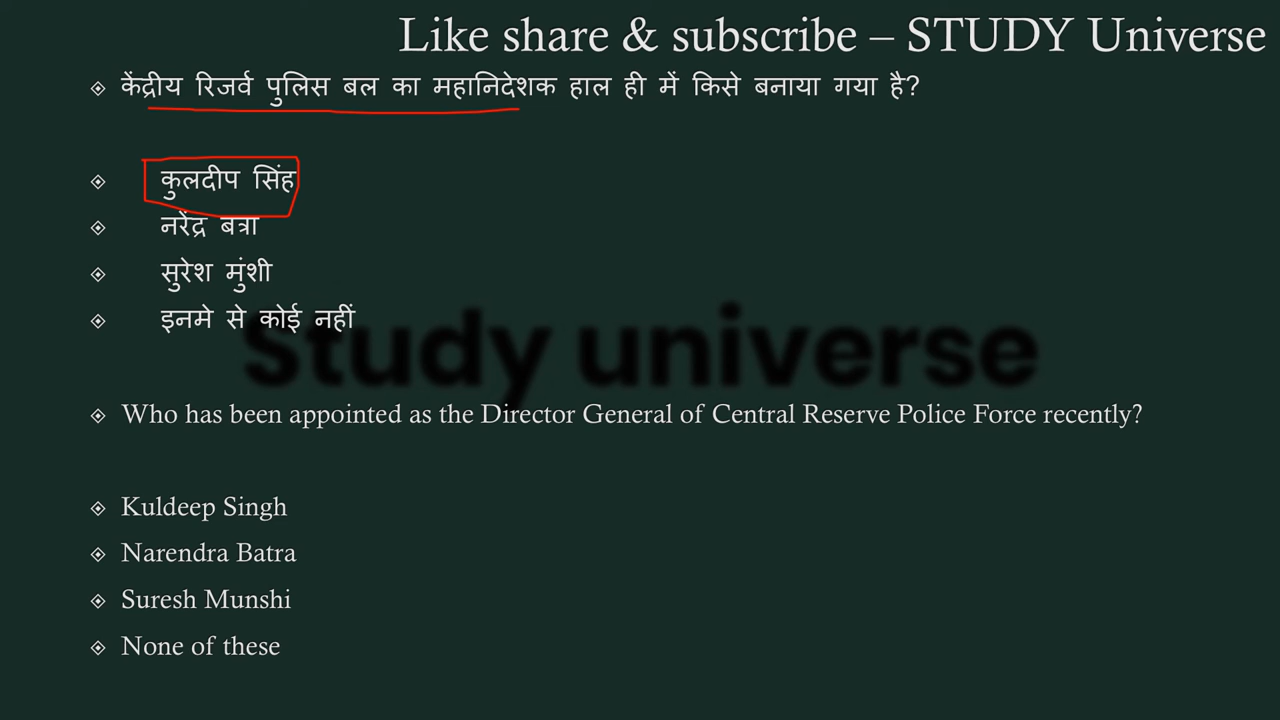 Like share & subscribe – STUDY Universe
केंद्रीय रिजर्व पुलिस बल का महानिदेशक हाल ही में किसे बनाया गया है?
कुलदीप सिंह
नरेंद्र बत्रा
सुरेश मुंशी
इनमे से कोई नहीं
Study universe
Who has been appointed as the Director General of Central Reserve Police Force recently?
Kuldeep Singh
Narendra Batra
Suresh Munshi
None of these